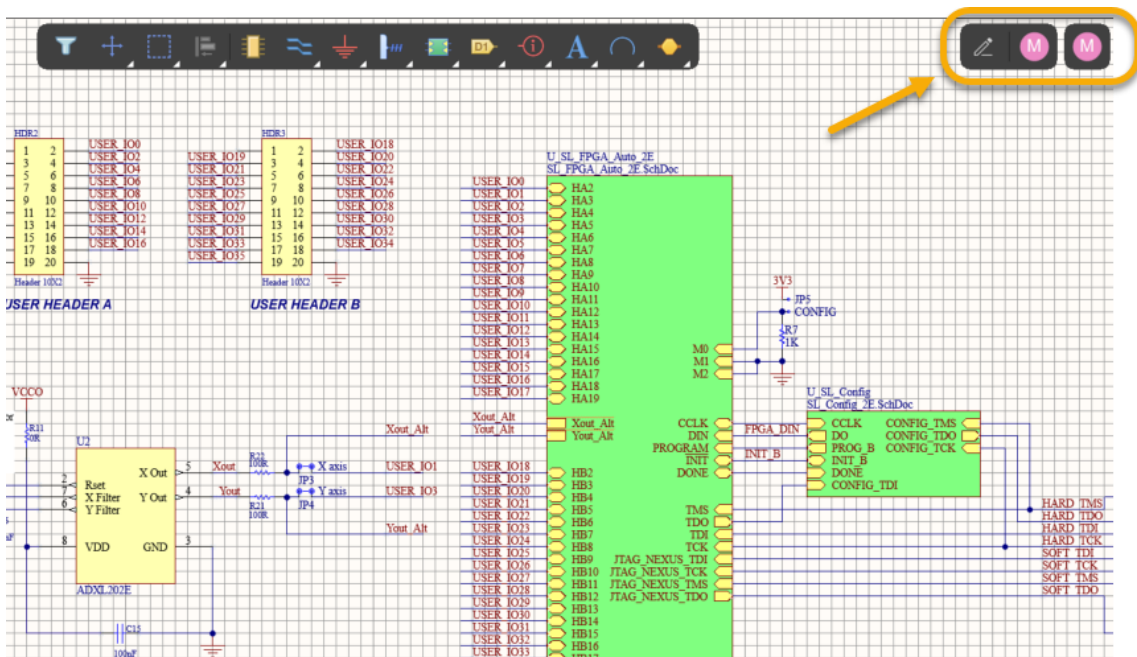 D1
A
M
M
HDR2
1 2
3 4
5 6
7 8
9 10
11 12
13 14
15 16
17 18
19 20
Header 10X2
USER_IO0
USER_IO2
USER_IO4
USER_IO6
USER_IO8
USER_IO10
USER_IO12
USER_IO14
USER_IO16
USER HEADER A
USER_IO19
USER_IO21
USER_IO23
USER_IO25
USER_IO27
USER_IO29
USER_IO31
USER_IO33
USER_IO35
HDR3
1 2
3 4
5 6
7 8
9 10
11 12
13 14
15 16
17 18
19 20
Header 10X2
USER_IO18
USER_IO20
USER_IO22
USER_IO24
USER_IO26
USER_IO28
USER_IO30
USER_IO32
USER_IO34
USER HEADER B
U_SL_FPGA_Auto_2E
SL_FPGA_Auto_2E.SchDoc
USER_IO0
USER_IO1
USER_IO2
USER_IO3
USER_IO4
USER_IO5
USER_IO6
USER_IO7
USER_IO8
USER_IO9
USER_IO10
USER_IO11
USER_IO12
USER_IO13
USER_IO14
USER_IO15
USER_IO16
USER_IO17
HA2
HA3
HA4
HA5
HA6
HA7
HA8
HA9
HA10
HA11
HA12
HA13
HA14
HA15
HA16
HA17
HA18
HA19
M0
M1
M2
3V3
JP5
CONFIG
R7
1K
VCCO
R11
0R
U2
2
7
6
8
Rset
X Filter
Y Filter
VDD
X Out
Y Out
GND
5
4
3
ADXL202E
C15
100nF
Xout
Yout
R22
100R
R21
100R
JP3
JP4
X axis
Y axis
Xout_Alt
USER_IO1
USER_IO3
Yout_Alt
Xout_Alt
Yout_Alt
Xout_Alt
Yout_Alt
USER_IO18
USER_IO19
USER_IO20
USER_IO21
USER_IO22
USER_IO23
USER_IO24
USER_IO25
USER_IO26
USER_IO27
USER_IO28
USER_IO29
USER_IO30
USER_IO31
USER_IO32
USER_IO33
HB2
HB3
HB4
HB5
HB6
HB7
HB8
HB9
HB10
HB11
HB12
HB13
HB14
HB15
HB16
CCLK
DIN
PROGRAM
INIT
DONE
TMS
TDO
TDI
TCK
JTAG_NEXUS_TDI
JTAG_NEXUS_TCK
JTAG_NEXUS_TMS
JTAG_NEXUS_TDO
FPGA_DIN
INIT_B
U_SL_Config
SL_Config_2E.SchDoc
CCLK
DO
PROG_B
INIT_B
DONE
CONFIG_TDI
CONFIG_TMS
CONFIG_TDO
CONFIG_TCK
HARD_TMS
HARD_TDO
HARD_TDI
HARD_TCK
SOFT_TDI
SOFT_TCK
SOFT_TMS
SOFT_TDO